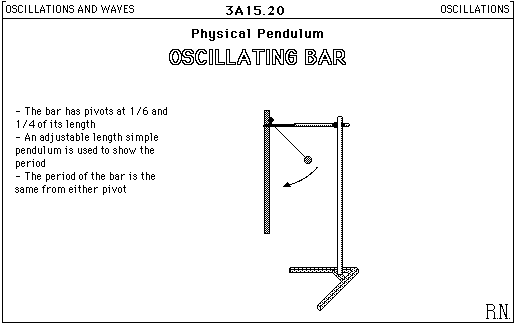 OSCILLATIONS AND WAVES
3A15.20
OSCILLATIONS
Physical Pendulum
OSCILLATING BAR
- The bar has pivots at 1/6 and
1/4 of its length
- An adjustable length simple
pendulum is used to show the
period
- The period of the bar is the
same from either pivot
R.N.